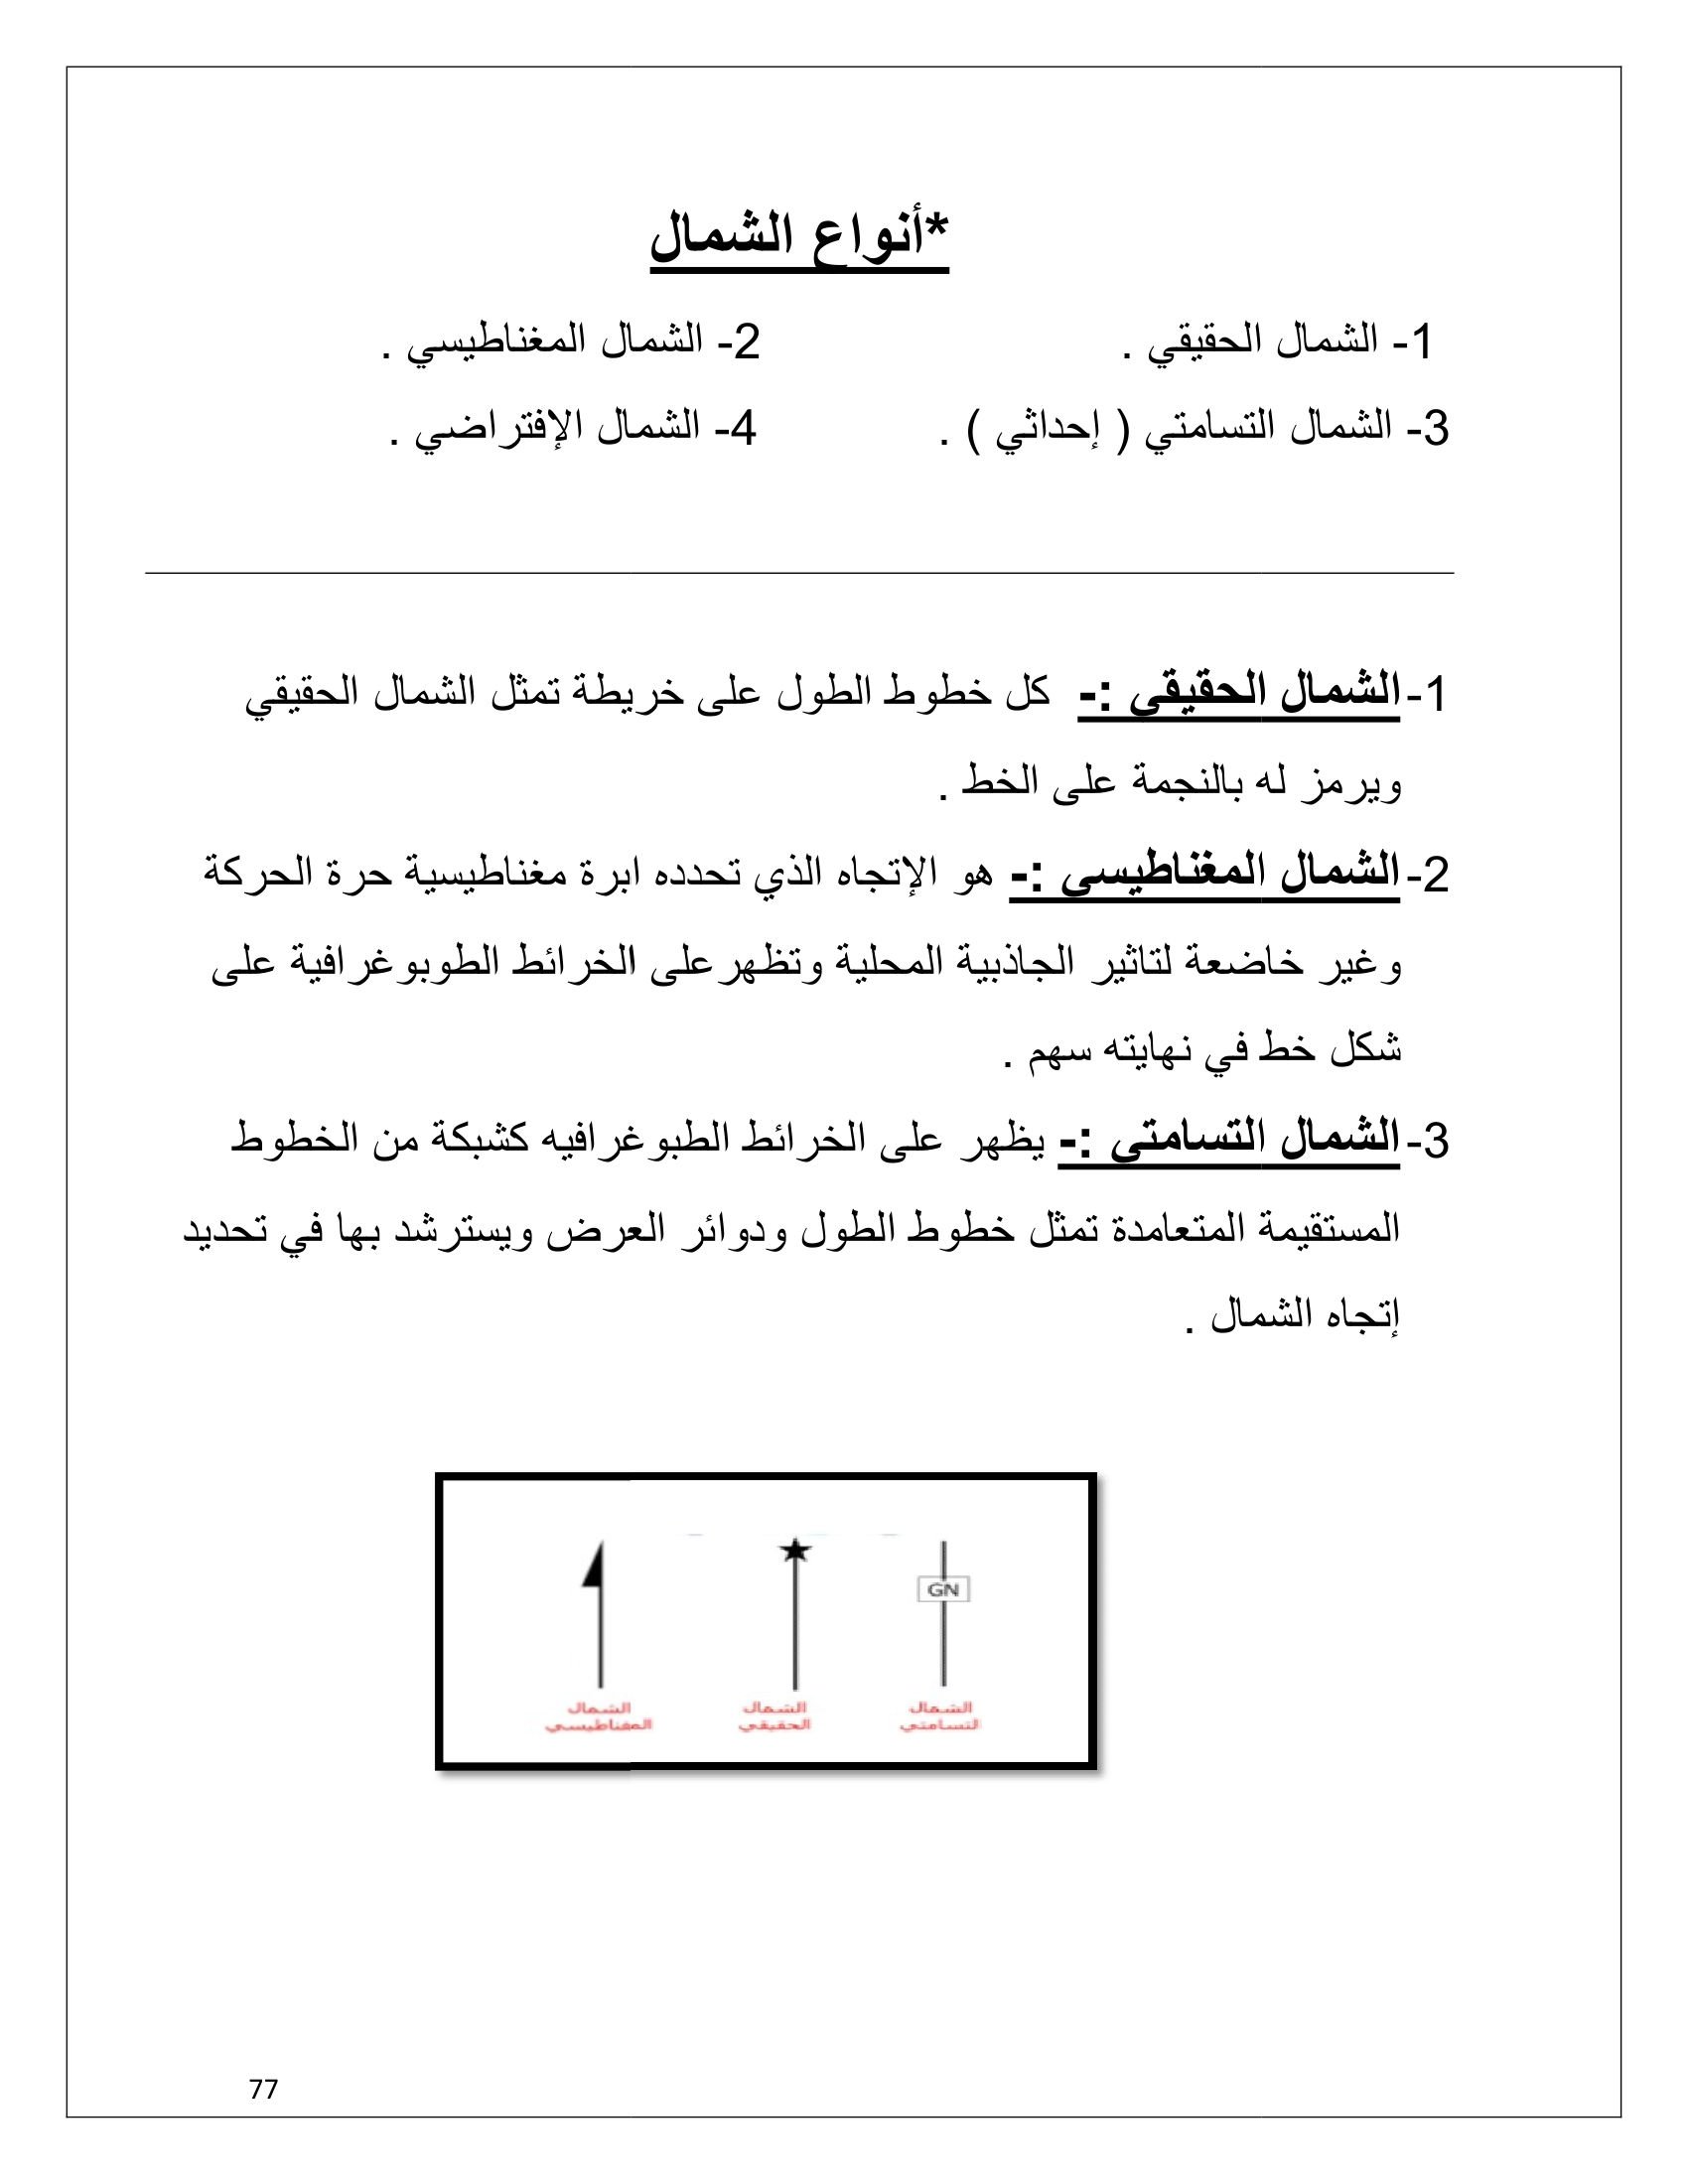 *أنواع الشمال
1- الشمال الحقيقي . 2- الشمال المغناطيسي .
3- الشمال التسامتي ( إحداثي ) . 4- الشمال الإفتراضي .
1- الشمال الحقيقي :- كل خطوط الطول على خريطة تمثل الشمال الحقيقي
ويرمز له بالنجمة على الخط .
2- الشمال المغناطيسي :- هو الإتجاه الذي تحدده ابرة مغناطيسية حرة الحركة
وغير خاضعة لتاثير الجاذبية المحلية وتظهرعلى الخرائط الطوبوغرافية على
شكل خط في نهايته سهم .
3- الشمال التسامتي :- يظهر على الخرائط الطبوغرافيه كشبكة من الخطوط
المستقيمة المتعامدة تمثل خطوط الطول ودوائر العرض ويسترشد بها في تحديد
إتجاه الشمال .
GN
الشمال
لتسامتي
الشمال
الحقيقي
الشمال
المغناطيسي
77